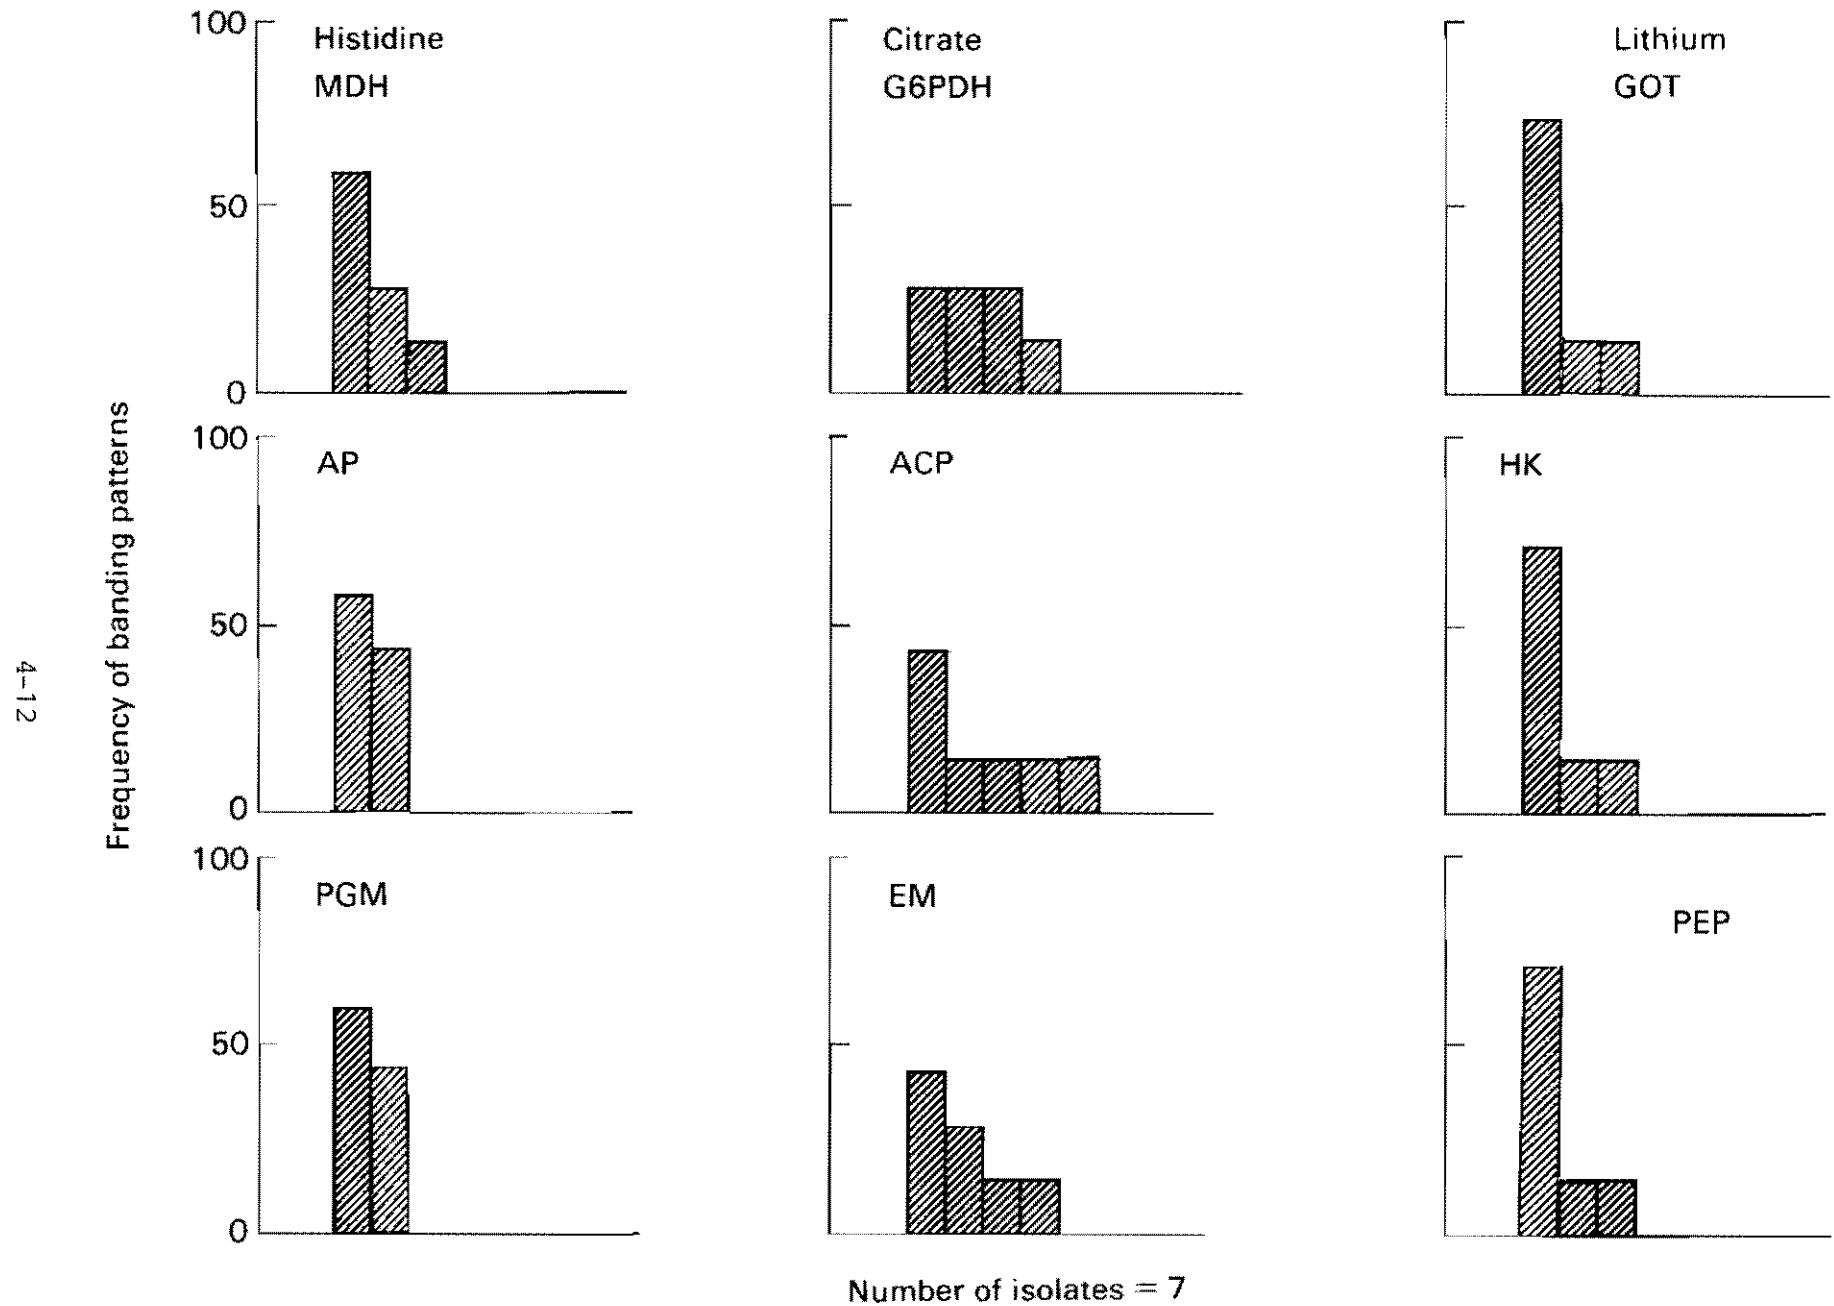 100
Histidine
MDH
50
0
Citrate
G6PDH
Lithium
GOT
100
AP
50
0
ACP
HK
100
PGM
50
0
EM
PEP
Frequency of banding patterns
Number of isolates = 7
4-12